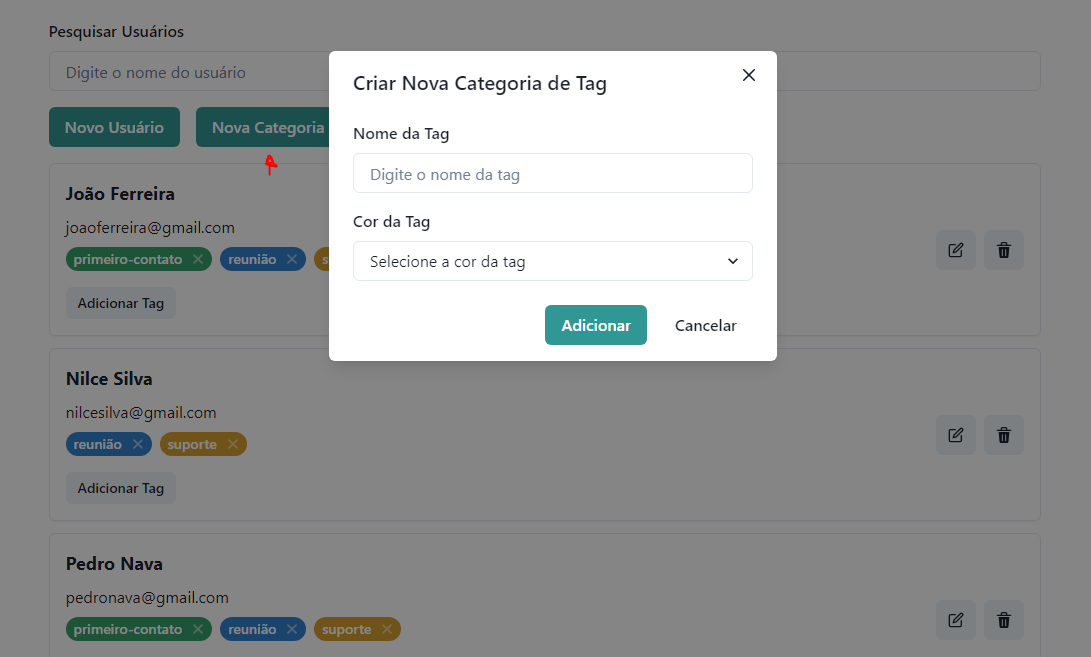 Pesquisar Usuários
Digite o nome do usuário
Novo Usuário
Nova Categoria
Criar Nova Categoria de Tag
Nome da Tag
Digite o nome da tag
Cor da Tag
Selecione a cor da tag
Adicionar Cancelar
João Ferreira
joaoferreira@gmail.com
primeiro-contato reunião
Adicionar Tag
Nilce Silva
nilcesilva@gmail.com
reunião suporte
Adicionar Tag
Pedro Nava
pedronava@gmail.com
primeiro-contato reunião suporte